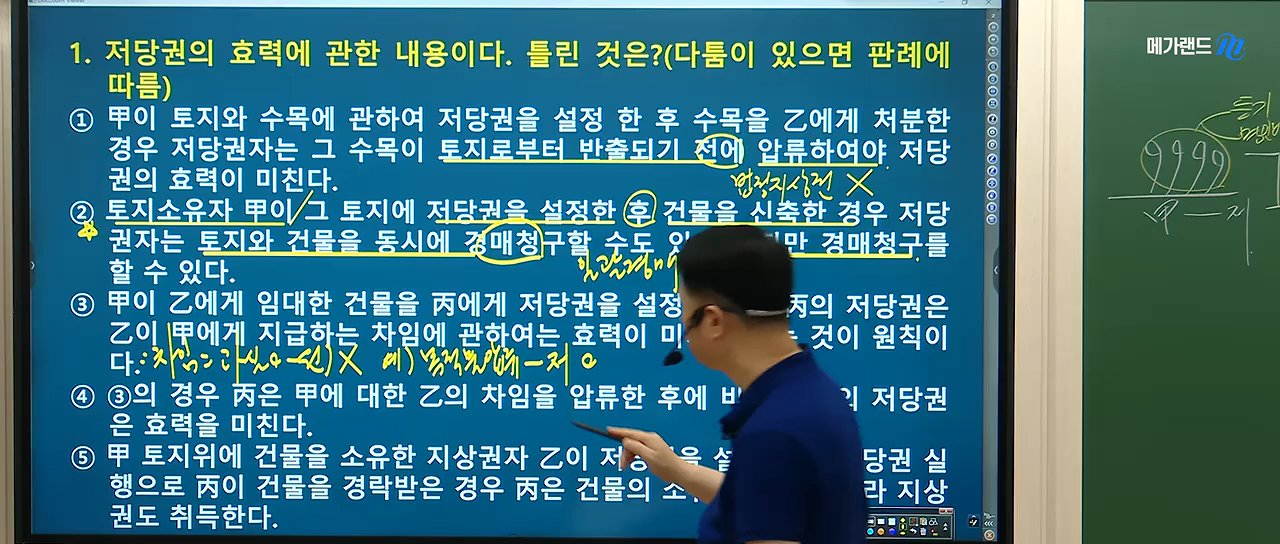 메가랜드
1. 저당권의 효력에 관한 내용이다. 틀린 것은?(다툼이 있으면 판례에
따름)
① 甲이 토지와 수목에 관하여 저당권을 설정 한 후 수목을 乙에게 처분한
경우 저당권자는 그 수목이 토지로부터 반출되기 전에 압류하여야 저당
권의 효력이 미친다.
법정지상권 X
② 토지소유자 甲이 그 토지에 저당권을 설정한 후 건물을 신축한 경우 저당
권자는 토지와 건물을 동시에 경매청구할 수도 있 만 경매청구를
할 수 있다.
일괄경매
③ 甲이 乙에게 임대한 건물을 丙에게 저당권을 설정 丙의 저당권은
乙이 甲에게 지급하는 차임에 관하여는 효력이 미 는 것이 원칙이
다.
④ ③의 경우 丙은 甲에 대한 乙의 차임을 압류한 후에 비 의 저당권
은 효력을 미친다.
⑤ 甲 토지위에 건물을 소유한 지상권자 乙이 저 을 설 당권 실
행으로 丙이 건물을 경락받은 경우 丙은 건물의 소 라 지상
권도 취득한다.
甲 一 저